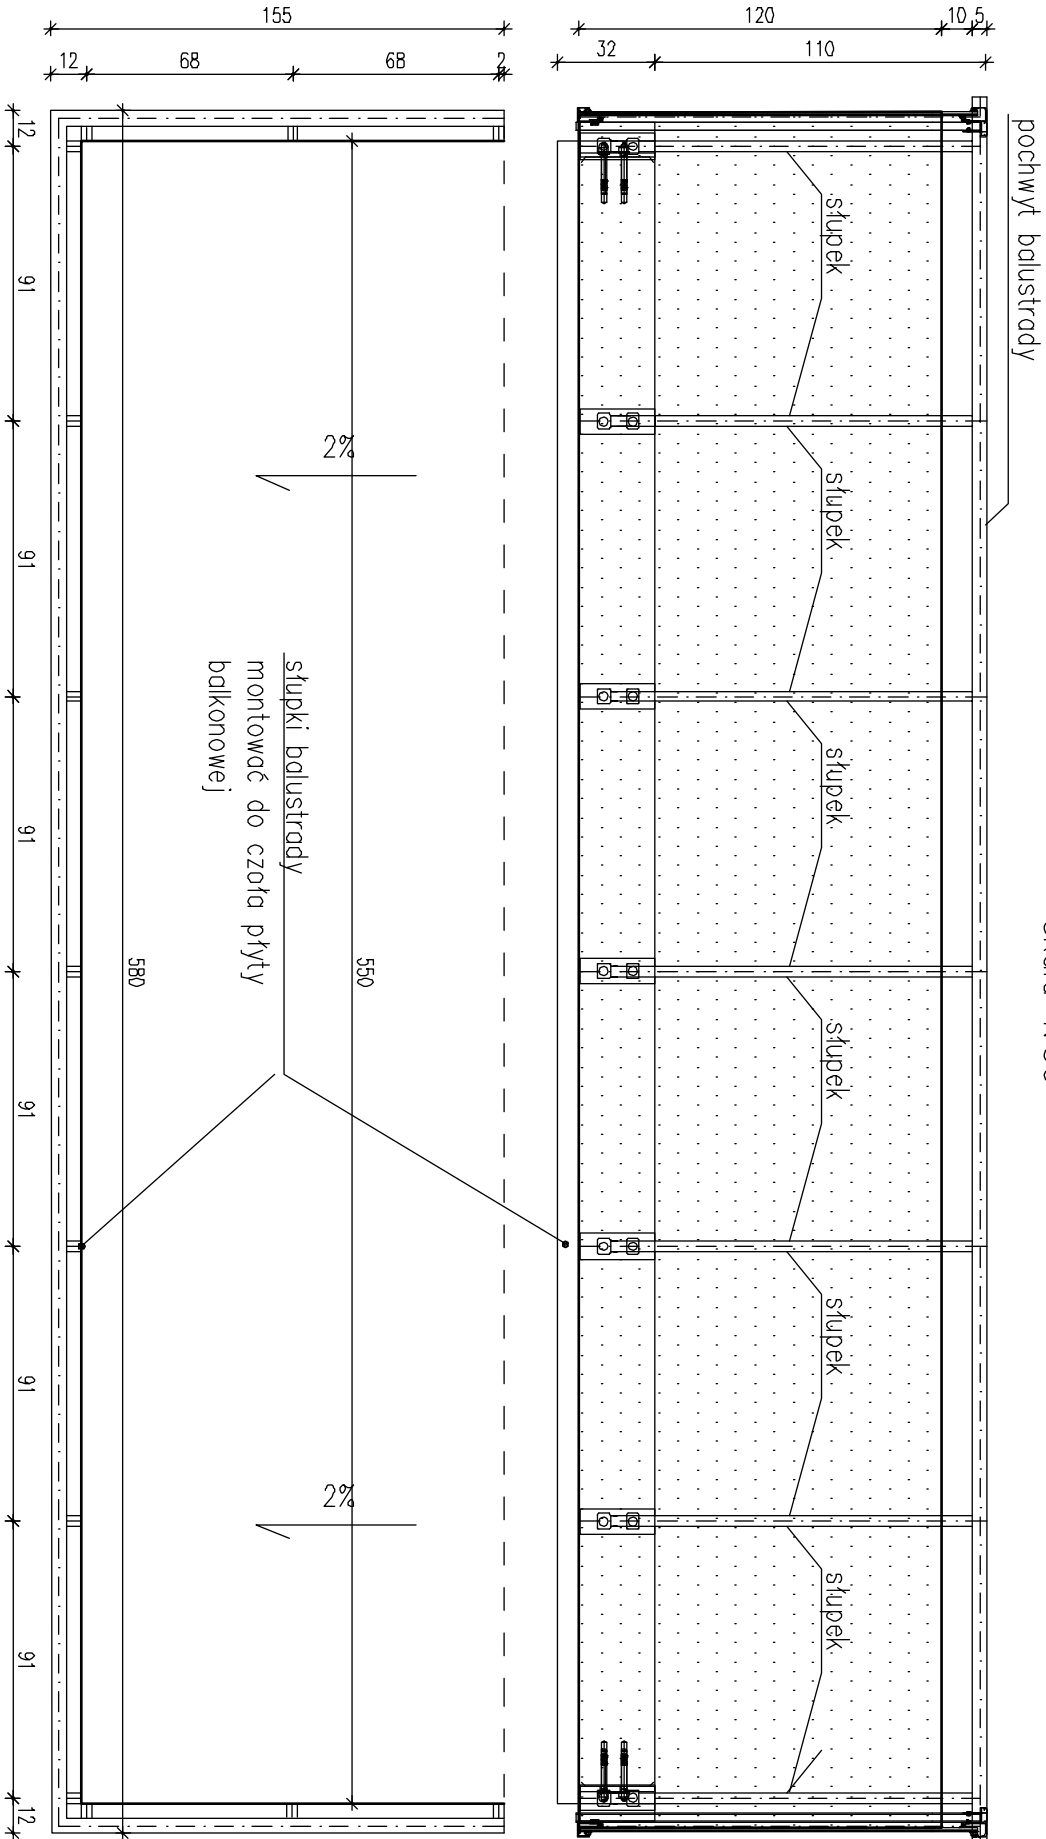 155
12
68
68
2
120
10
5
32
110
pochwyt balustrady
słupek
słupek
słupek
słupek
słupek
słupek
2%
2%
słupki balustrady
montować do czoła płyty
balkonowej
550
580
12
91
91
91
91
91
91
12